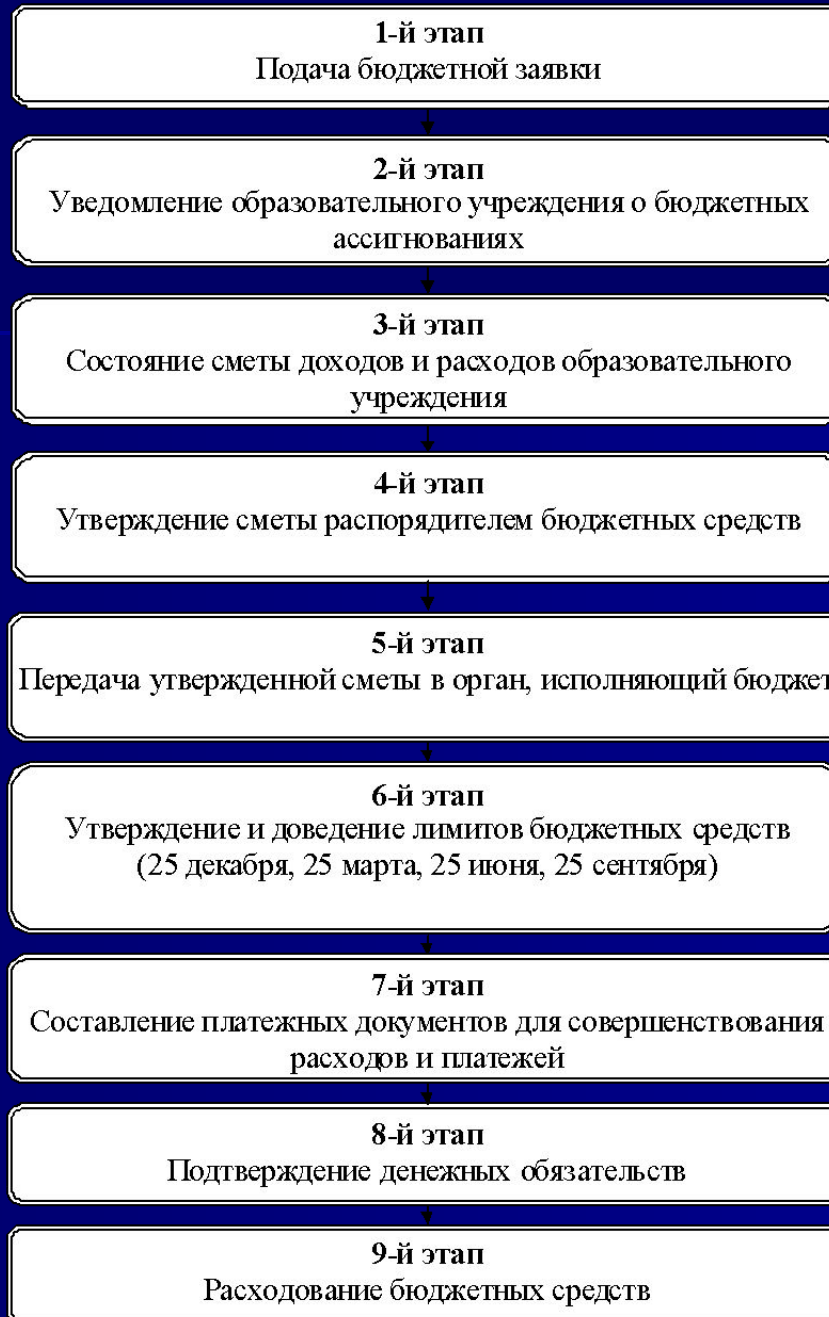 1-й этап
Подача бюджетной заявки
2-й этап
Уведомление образовательного учреждения о бюджетных
ассигнованиях
3-й этап
Состояние сметы доходов и расходов образовательного
учреждения
4-й этап
Утверждение сметы распорядителем бюджетных средств
5-й этап
Передача утвержденной сметы в орган, исполняющий бюджет
6-й этап
Утверждение и доведение лимитов бюджетных средств
(25 декабря, 25 марта, 25 июня, 25 сентября)
7-й этап
Составление платежных документов для совершенствования
расходов и платежей
8-й этап
Подтверждение денежных обязательств
9-й этап
Расходование бюджетных средств